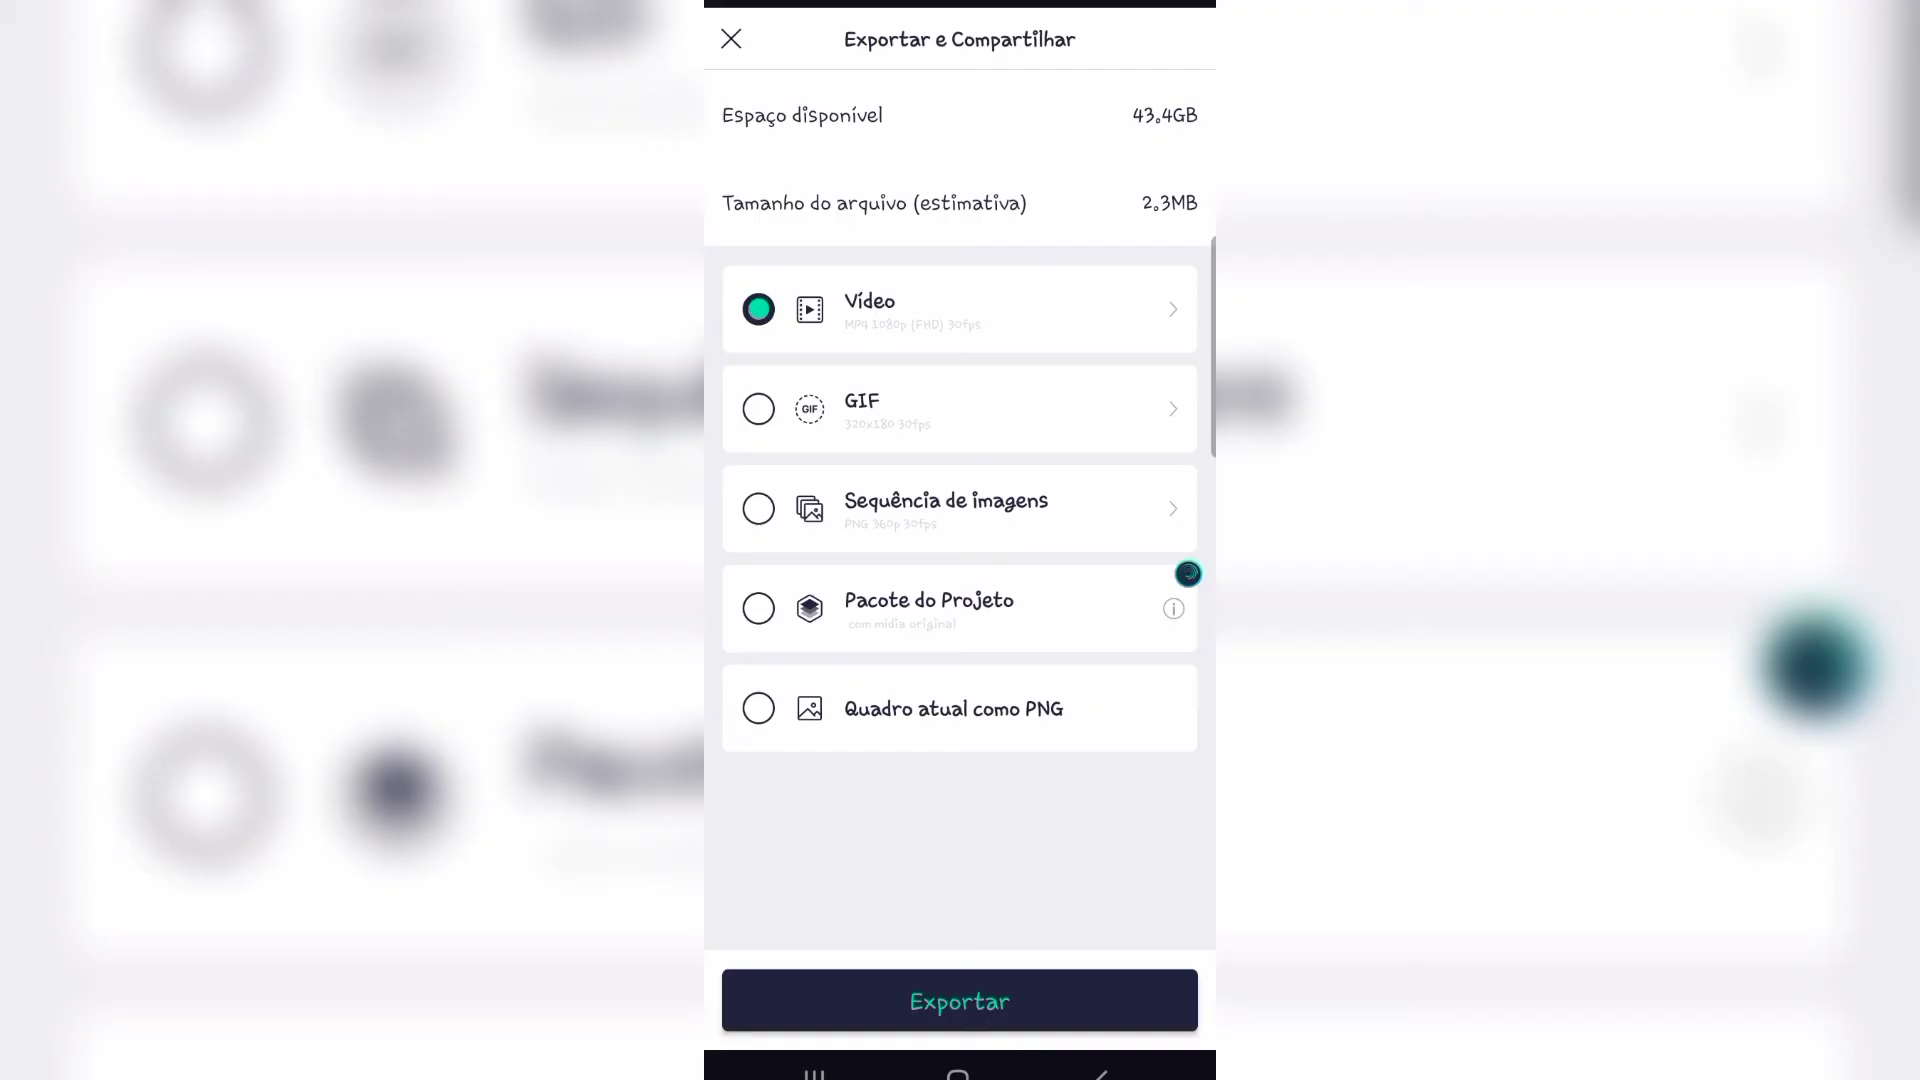 Exportar e Compartilhar
Espaço disponível 43.4GB
Tamanho do arquivo (estimativa) 2.3MB
Vídeo
MP4 1080p (FHD) 30fps
GIF
GIF
320x180 30fps
Sequência de imagens
PNG 360p 30fps
Pacote do Projeto
com mídia original
Quadro atual como PNG
Exportar